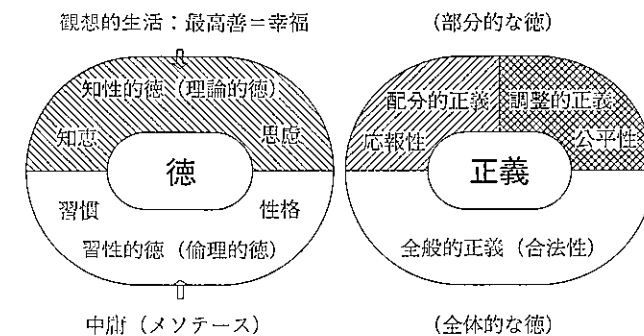 観想的生活：最高善＝幸福
知性的徳（理論的徳）
知恵
思慮
徳
習慣
性格
習性的徳（倫理的徳）
中庸（メソテース）
(部分的な徳)
配分的正義
調整的正義
応報性
公平性
正義
全般的正義（合法性）
(全体的な徳)